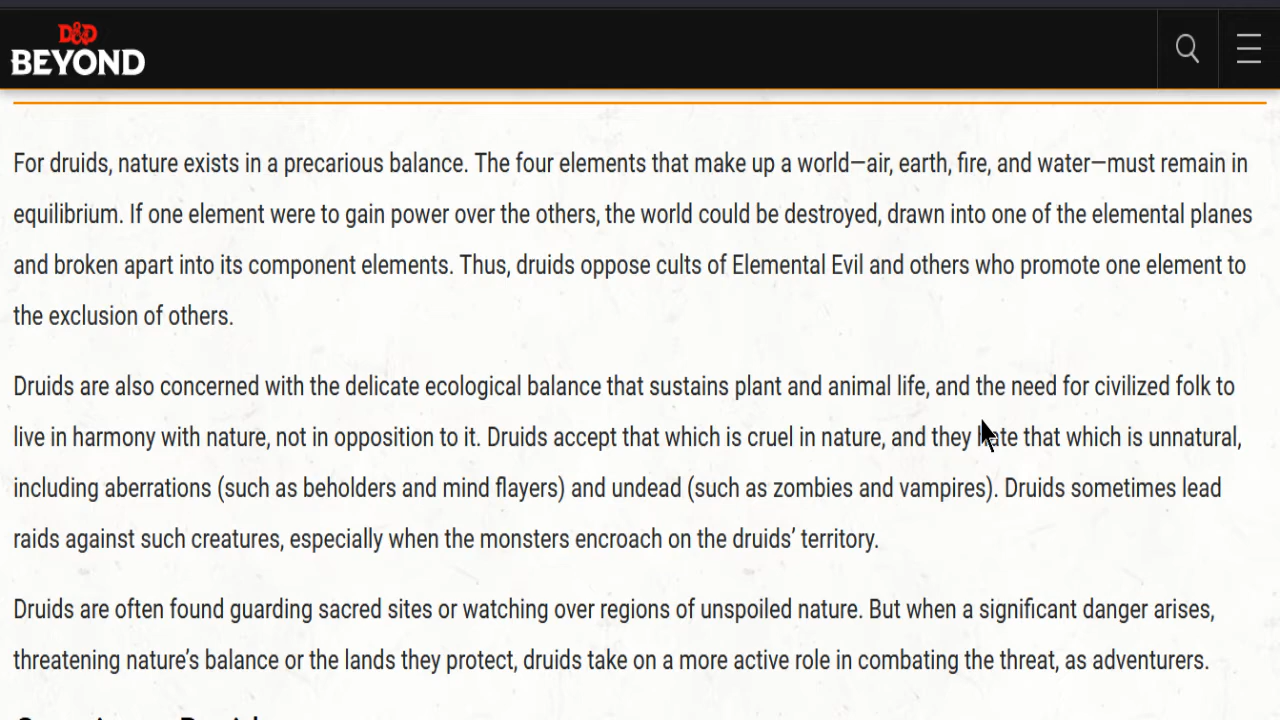 D&D
BEYOND
For druids, nature exists in a precarious balance. The four elements that make up a world—air, earth, fire, and water—must remain in
equilibrium. If one element were to gain power over the others, the world could be destroyed, drawn into one of the elemental planes
and broken apart into its component elements. Thus, druids oppose cults of Elemental Evil and others who promote one element to
the exclusion of others.
Druids are also concerned with the delicate ecological balance that sustains plant and animal life, and the need for civilized folk to
live in harmony with nature, not in opposition to it. Druids accept that which is cruel in nature, and they hate that which is unnatural,
including aberrations (such as beholders and mind flayers) and undead (such as zombies and vampires). Druids sometimes lead
raids against such creatures, especially when the monsters encroach on the druids’ territory.
Druids are often found guarding sacred sites or watching over regions of unspoiled nature. But when a significant danger arises,
threatening nature’s balance or the lands they protect, druids take on a more active role in combating the threat, as adventurers.